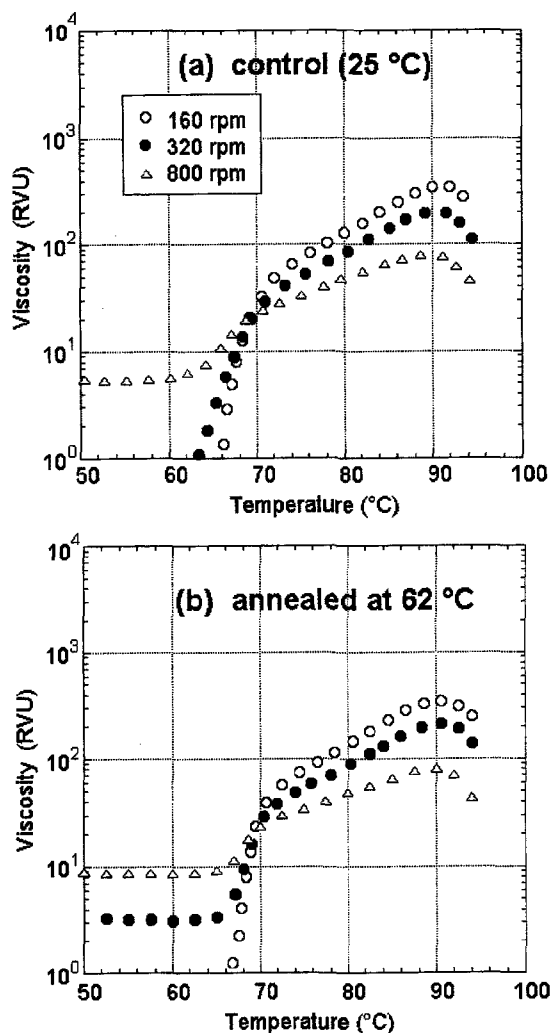 10^4
(a) control (25 °C)
160 rpm
320 rpm
800 rpm
10^3
10^2
10^1
10^0
Viscosity (RVU)
50 60 70 80 90 100
Temperature (°C)
10^4
(b) annealed at 62 °C
10^3
10^2
10^1
10^0
Viscosity (RVU)
50 60 70 80 90 100
Temperature (°C)